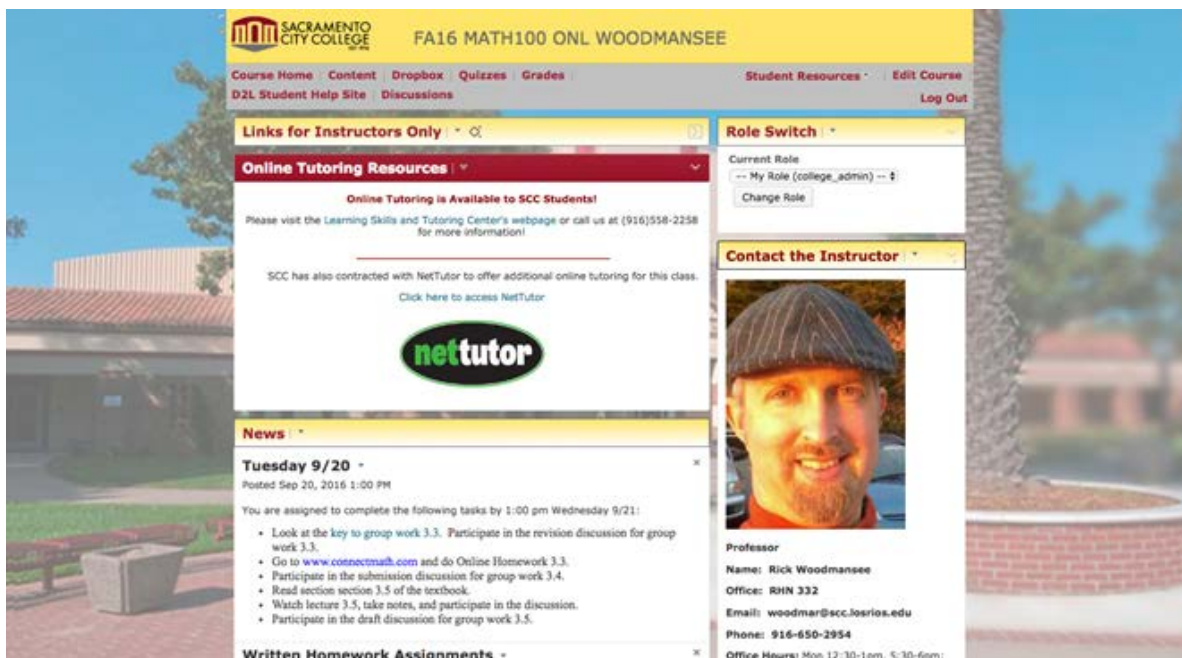 SACRAMENTO
CITY COLLEGE
FA16 MATH100 ONL WOODMANSEE
Course Home Content Dropbox Quizzes Grades
D2L Student Help Site Discussions
Student Resources Edit Course
Log Out
Links for Instructors Only
Online Tutoring Resources
Online Tutoring is Available to SCC Students!
Please visit the Learning Skills and Tutoring Center's webpage or call us at (916)558-2258
for more information!
SCC has also contracted with NetTutor to offer additional online tutoring for this class.
Click here to access NetTutor
nettutor
News
Tuesday 9/20
Posted Sep 20, 2016 1:00 PM
You are assigned to complete the following tasks by 1:00 pm Wednesday 9/21:
• Look at the key to group work 3.3. Participate in the revision discussion for group
work 3.3.
• Go to www.connectmath.com and do Online Homework 3.3.
• Participate in the submission discussion for group work 3.4.
• Read section section 3.5 of the textbook.
• Watch lecture 3.5, take notes, and participate in the discussion.
• Participate in the draft discussion for group work 3.5.
Written Homework Assignments
Role Switch
Current Role
-- My Role (college_admin) --
Change Role
Contact the Instructor
Professor
Name: Rick Woodmansee
Office: RHN 332
Email: woodmar@scc.losrios.edu
Phone: 916-650-2954
Office Hours: Mon 12:30-1pm, 5:30-6pm;